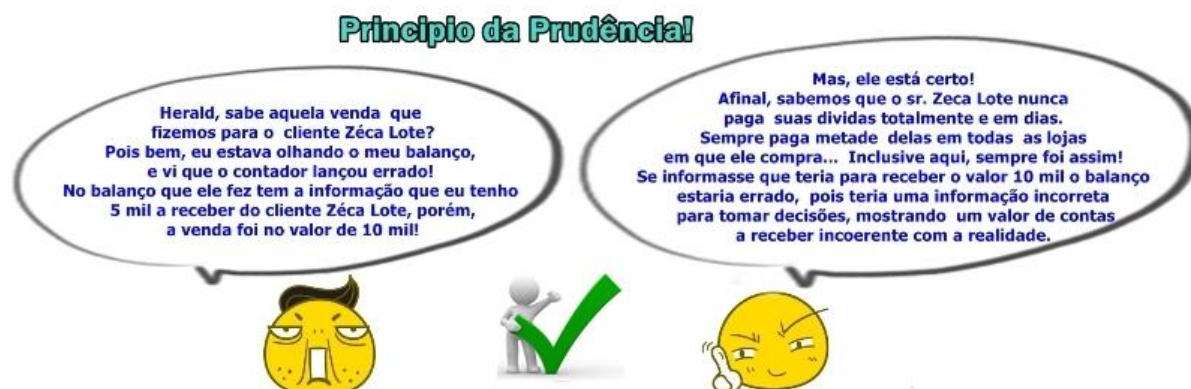 Principio da Prudência!
Herald, sabe aquela venda que
fizemos para o cliente Zéca Lote?
Pois bem, eu estava olhando o meu balanço,
e vi que o contador lançou errado!
No balanço que ele fez tem a informação que eu tenho
5 mil a receber do cliente Zéca Lote, porém,
a venda foi no valor de 10 mil!
Mas, ele está certo!
Afinal, sabemos que o sr. Zeca Lote nunca
paga suas dividas totalmente e em dias.
Sempre paga metade delas em todas as lojas
em que ele compra... Inclusive aqui, sempre foi assim!
Se informasse que teria para receber o valor 10 mil o balanço
estaria errado, pois teria uma informação incorreta
para tomar decisões, mostrando um valor de contas
a receber incoerente com a realidade.